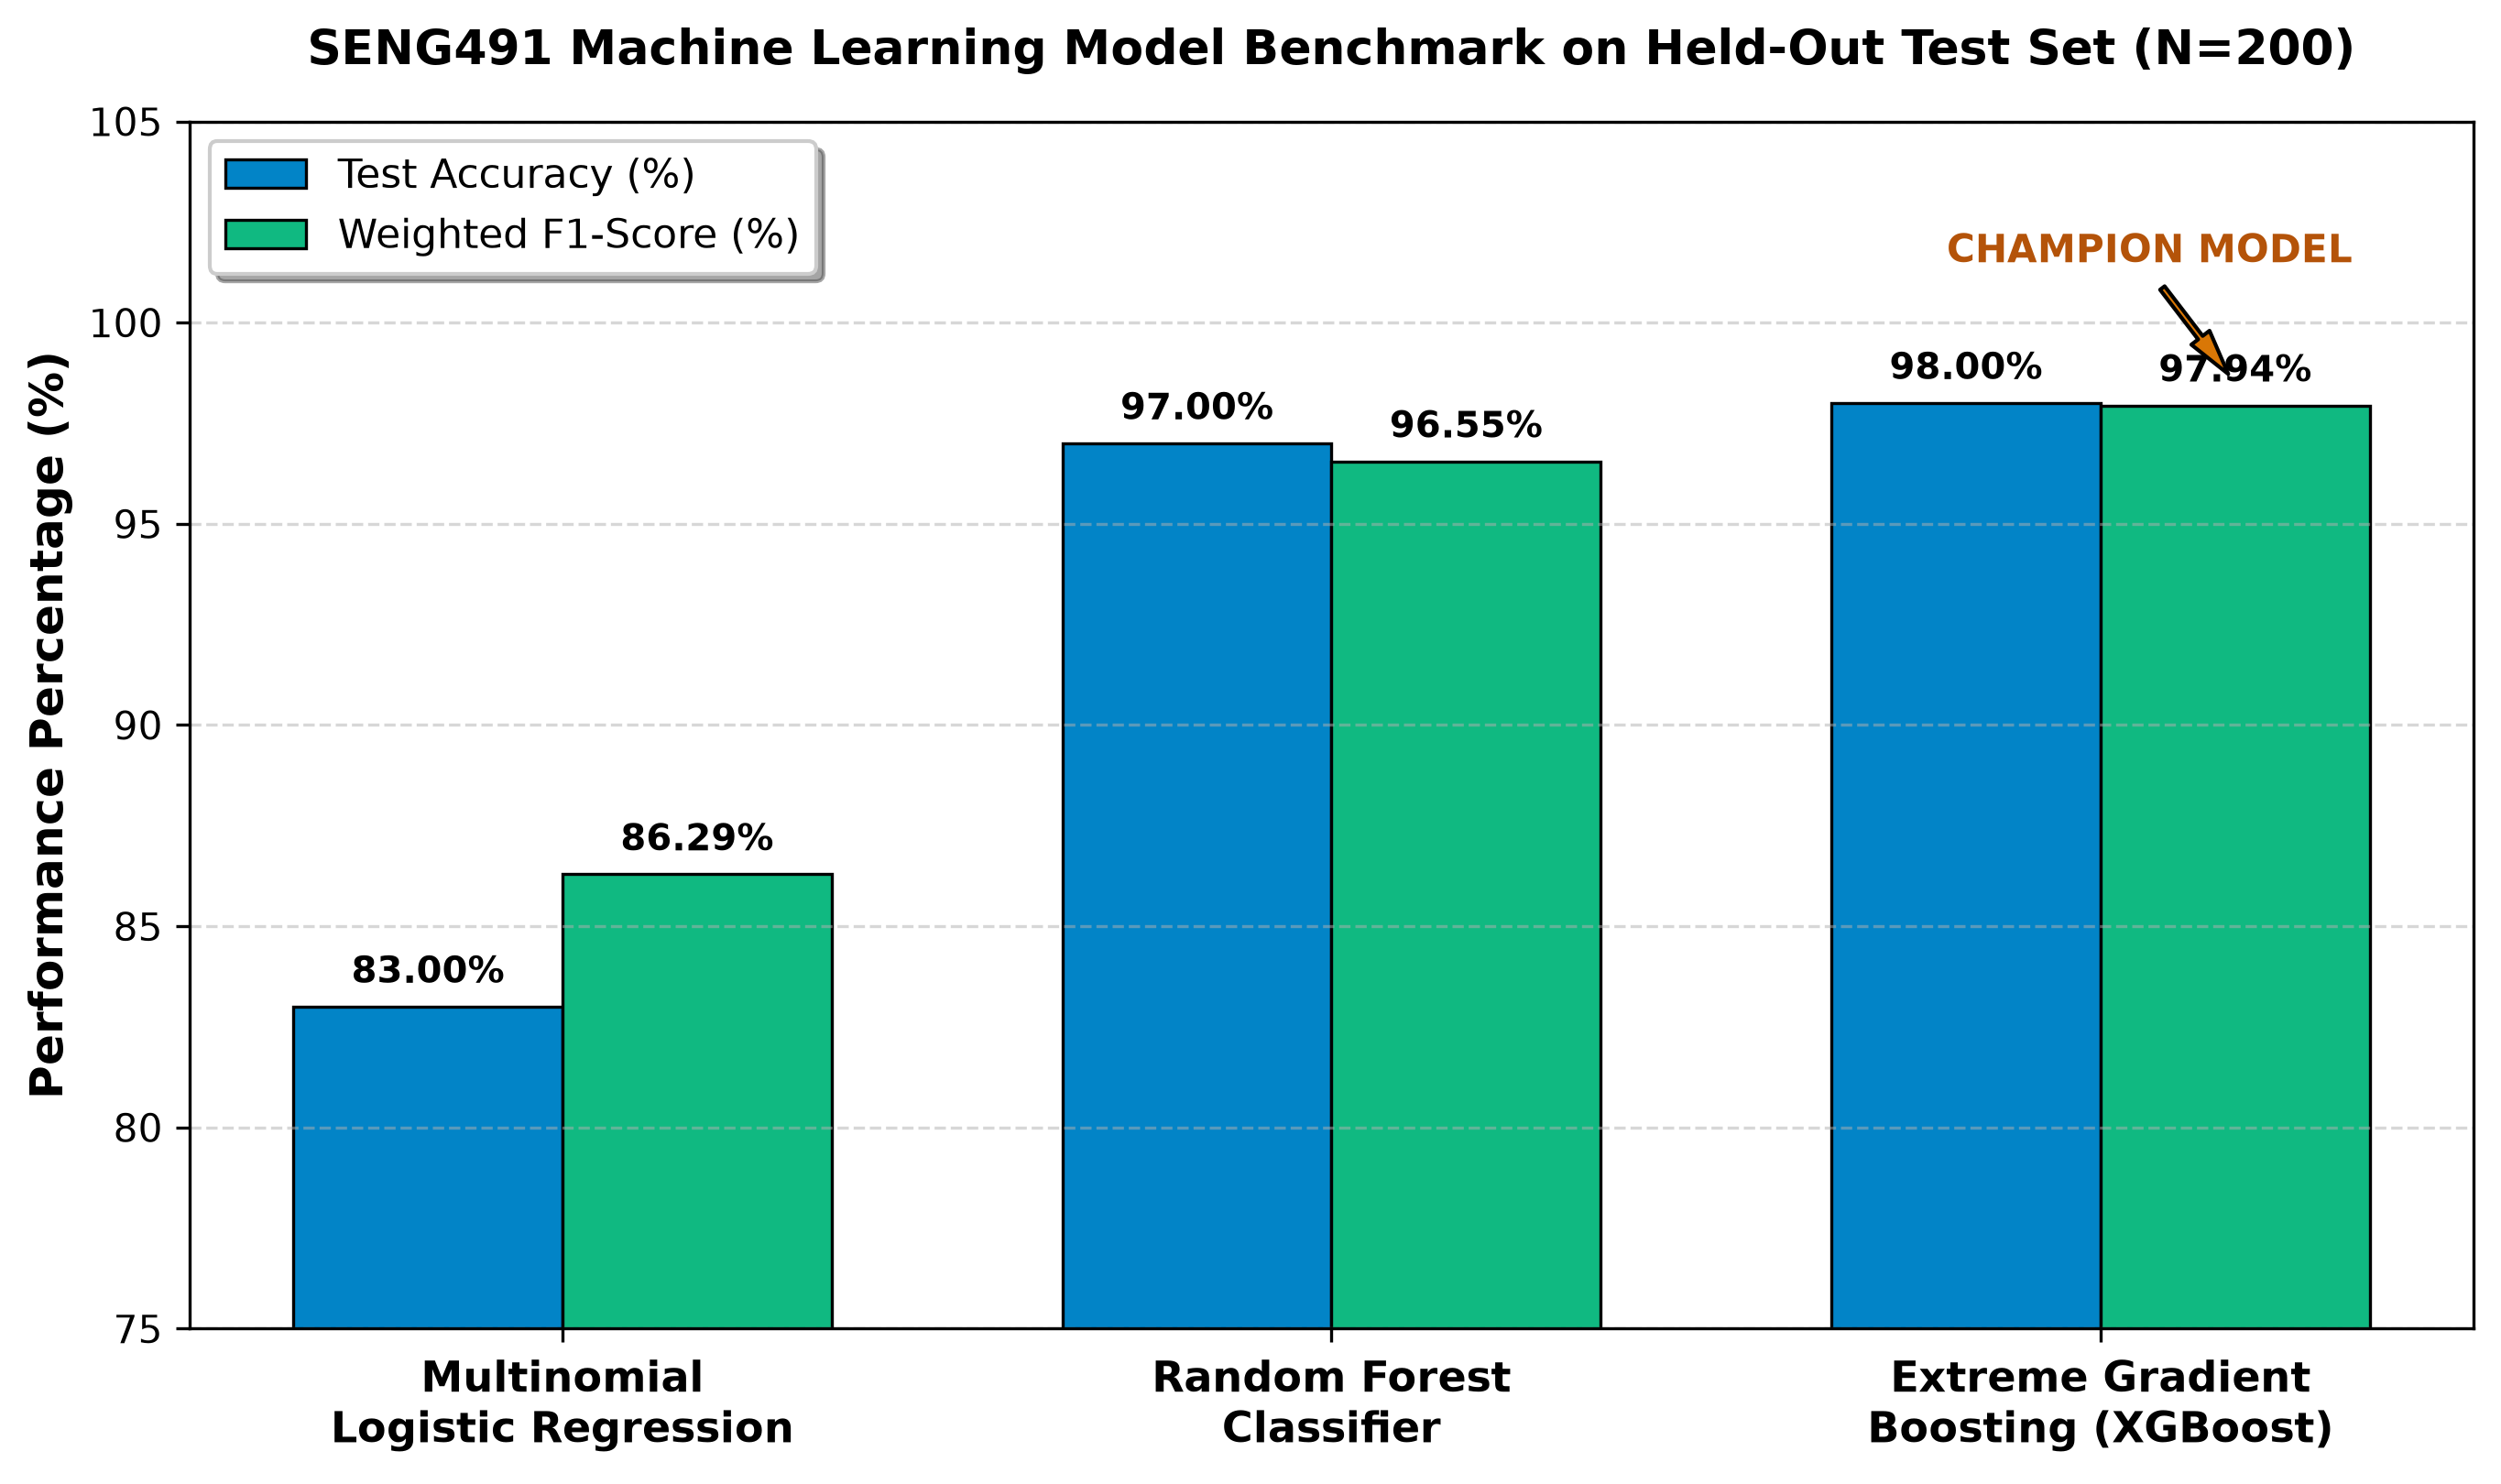 SENG491 Machine Learning Model Benchmark on Held-Out Test Set (N=200)
Performance Percentage (%)
105
100
95
90
85
80
75
Test Accuracy (%)
Weighted F1-Score (%)
CHAMPION MODEL
83.00%
86.29%
97.00%
96.55%
98.00%
97.94%
Multinomial
Logistic Regression
Random Forest
Classifier
Extreme Gradient
Boosting (XGBoost)